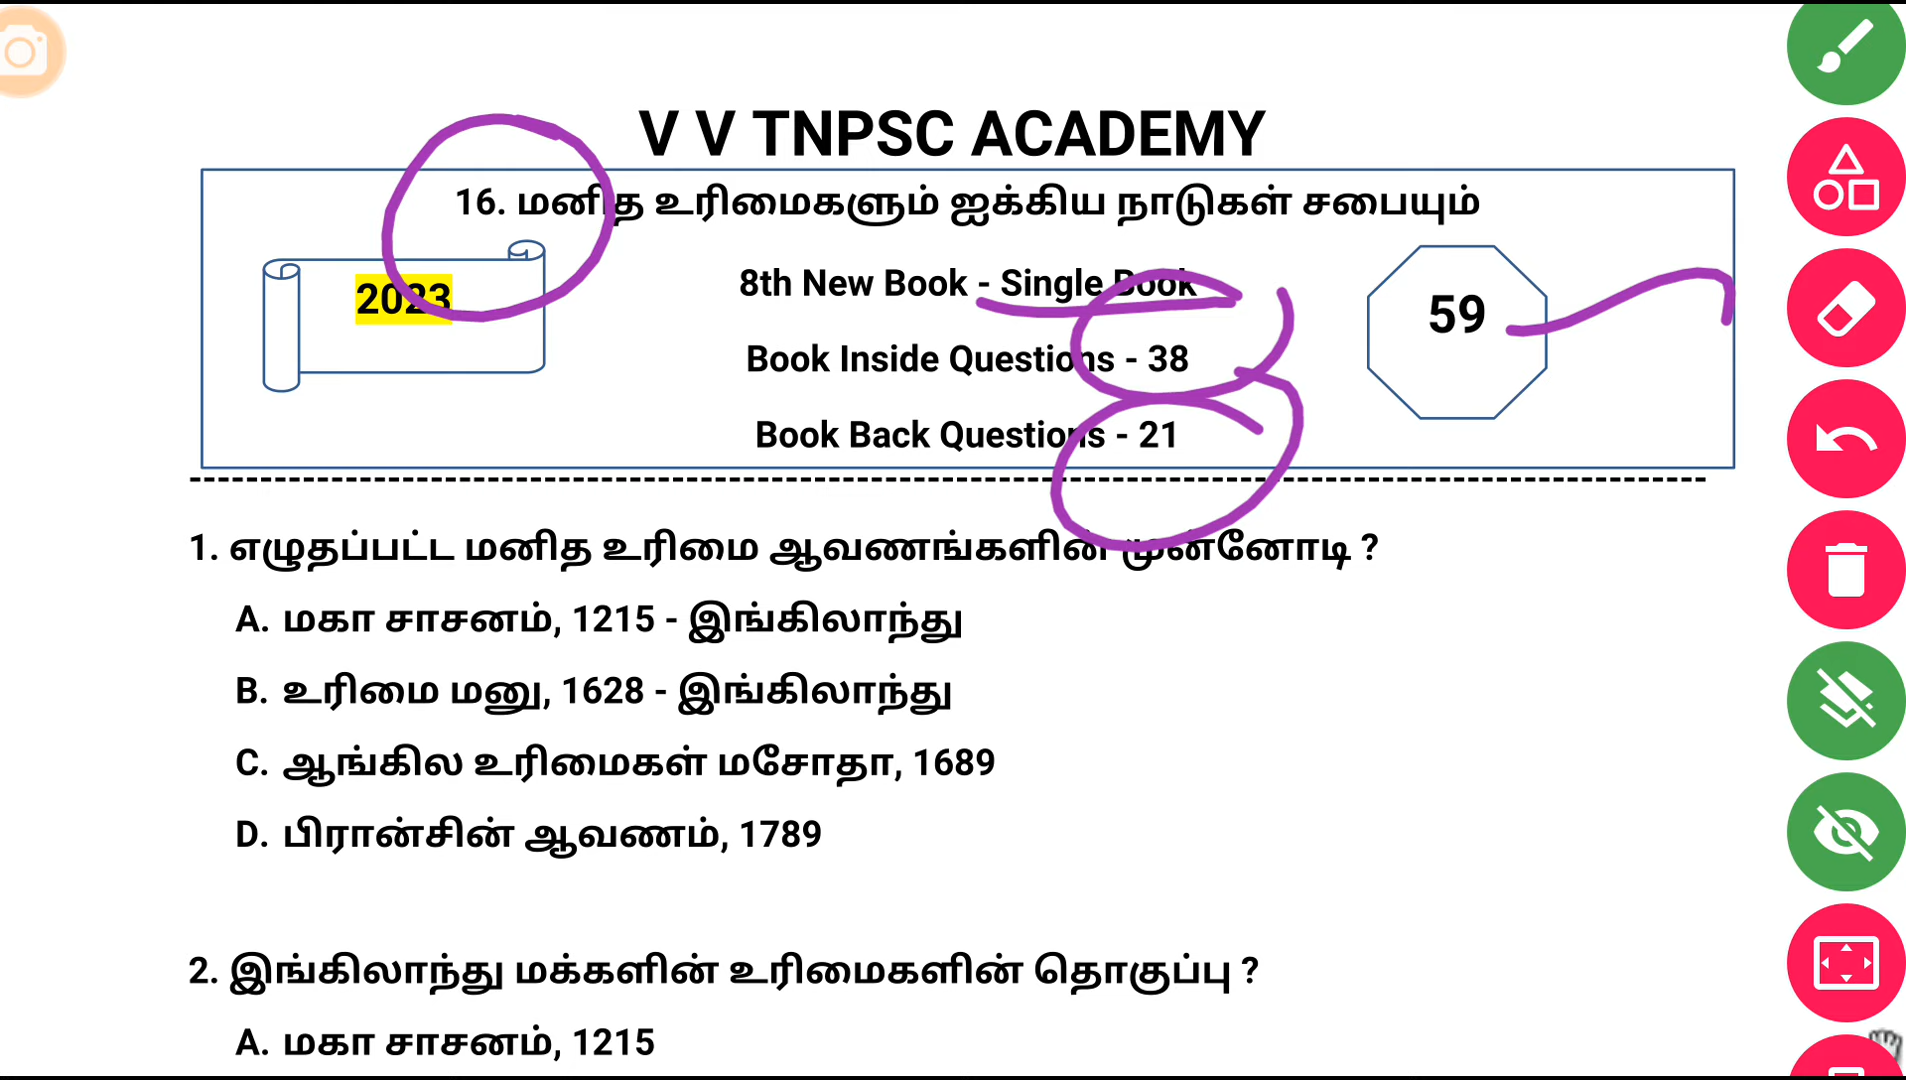 V V TNPSC ACADEMY
16. மனித உரிமைகளும் ஐக்கிய நாடுகள் சபையும்
2023
8th New Book - Single Book
59
Book Inside Questions - 38
Book Back Questions - 21
1. எழுதப்பட்ட மனித உரிமை ஆவணங்களின் முன்னோடி ?
A. மகா சாசனம், 1215 - இங்கிலாந்து
B. உரிமை மனு, 1628 - இங்கிலாந்து
C. ஆங்கில உரிமைகள் மசோதா, 1689
D. பிரான்சின் ஆவணம், 1789
2. இங்கிலாந்து மக்களின் உரிமைகளின் தொகுப்பு ?
A. மகா சாசனம், 1215